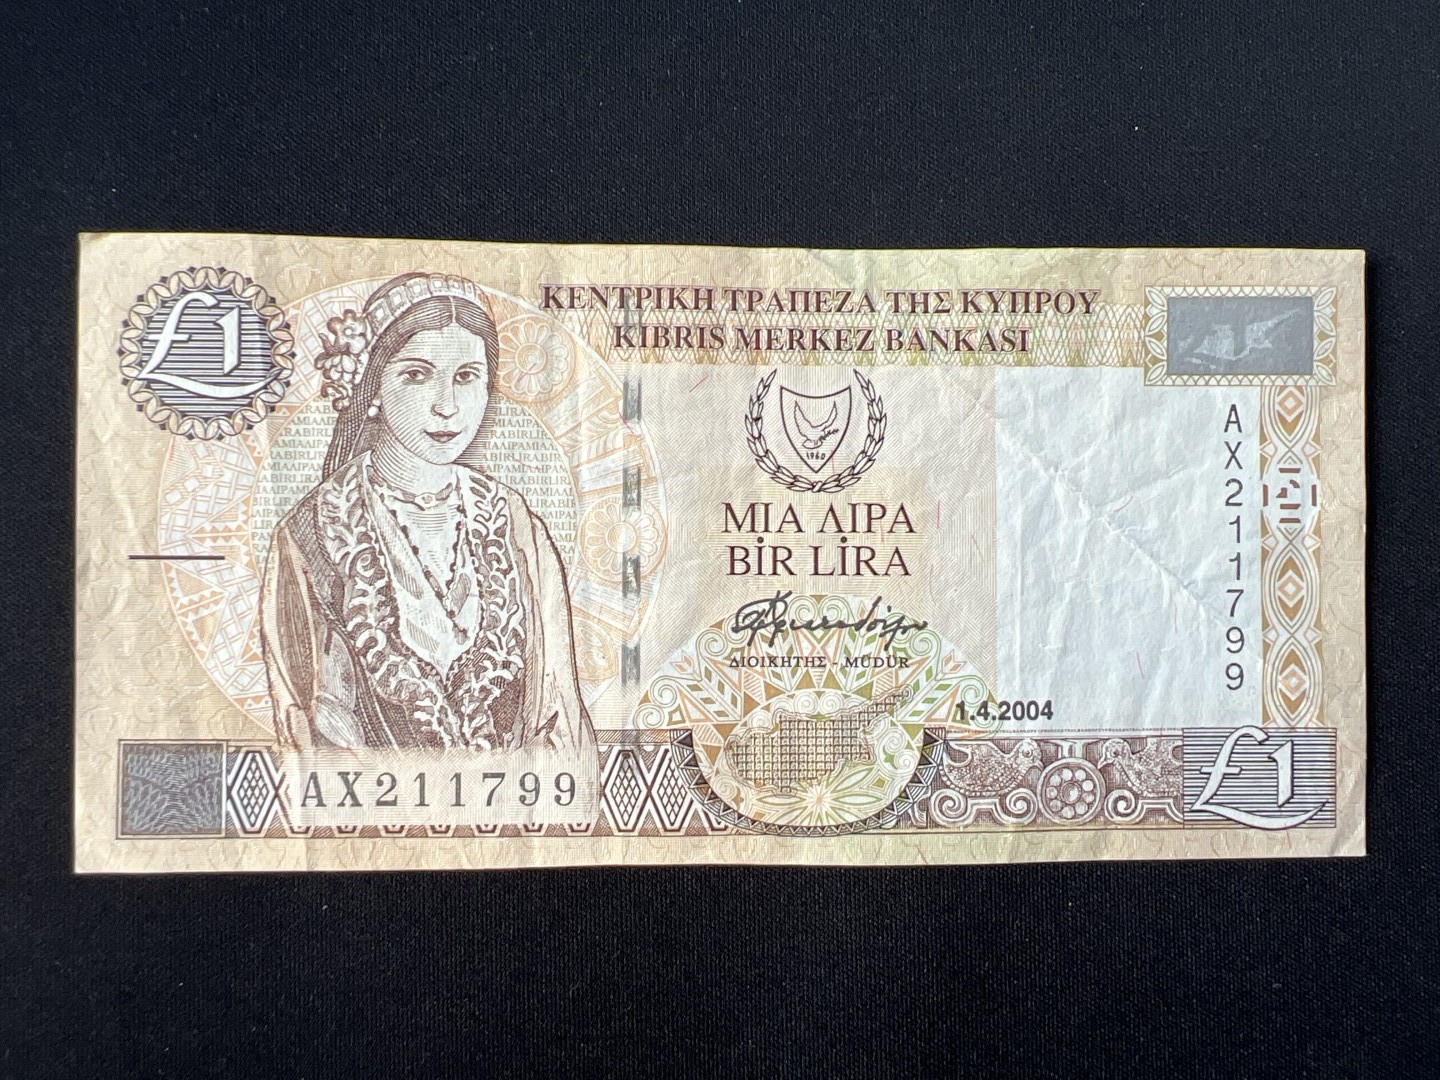 £1
ΚΕΝΤΡΙΚΗ ΤΡΑΠΕΖΑ ΤΗΣ ΚΥΠΡΟΥ
KIBRIS MERKEZ BANKASI
1960
ΜΙΑ ΛΙΡΑ
BİR LİRA
ΔΙΟΙΚΗΤΗΣ - MÜDÜR
1.4.2004
AX211799
AX211799
£1